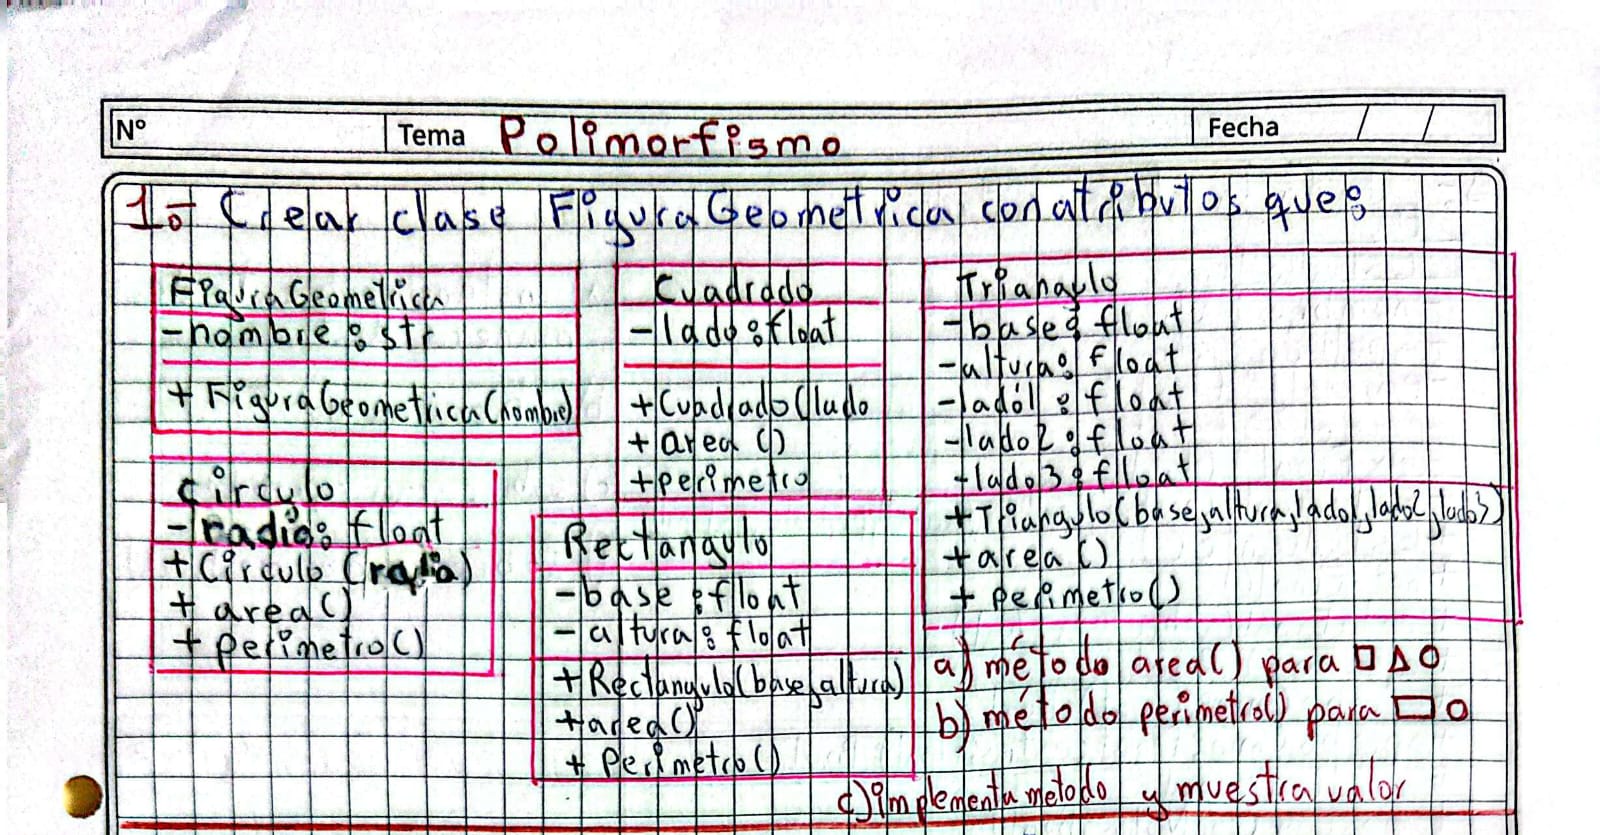 Nº Tema Polimorfismo Fecha / /
1.- Crear clase FiguraGeometrica con atributos que:
FiguraGeometrica
- nombre : str
+ FiguraGeometrica(nombre)
Cuadrado
- lado : float
+ Cuadrado(lado
+ area ()
+ perimetro
Triangulo
- base : float
- altura : float
- lado1 : float
- lado2 : float
- lado3 : float
+ Triangulo(base, altura, lado1, lado2, lado3)
+ area ()
+ perimetro()
Circulo
- radio : float
+ Circulo (radio)
+ area()
+ perimetro()
Rectangulo
- base : float
- altura : float
+ Rectangulo(base, altura)
+ area()
+ Perimetro()
a) método area() para □ △ ○
b) método perimetro() para ▭ ○
c) implementa metodo y muestra valor